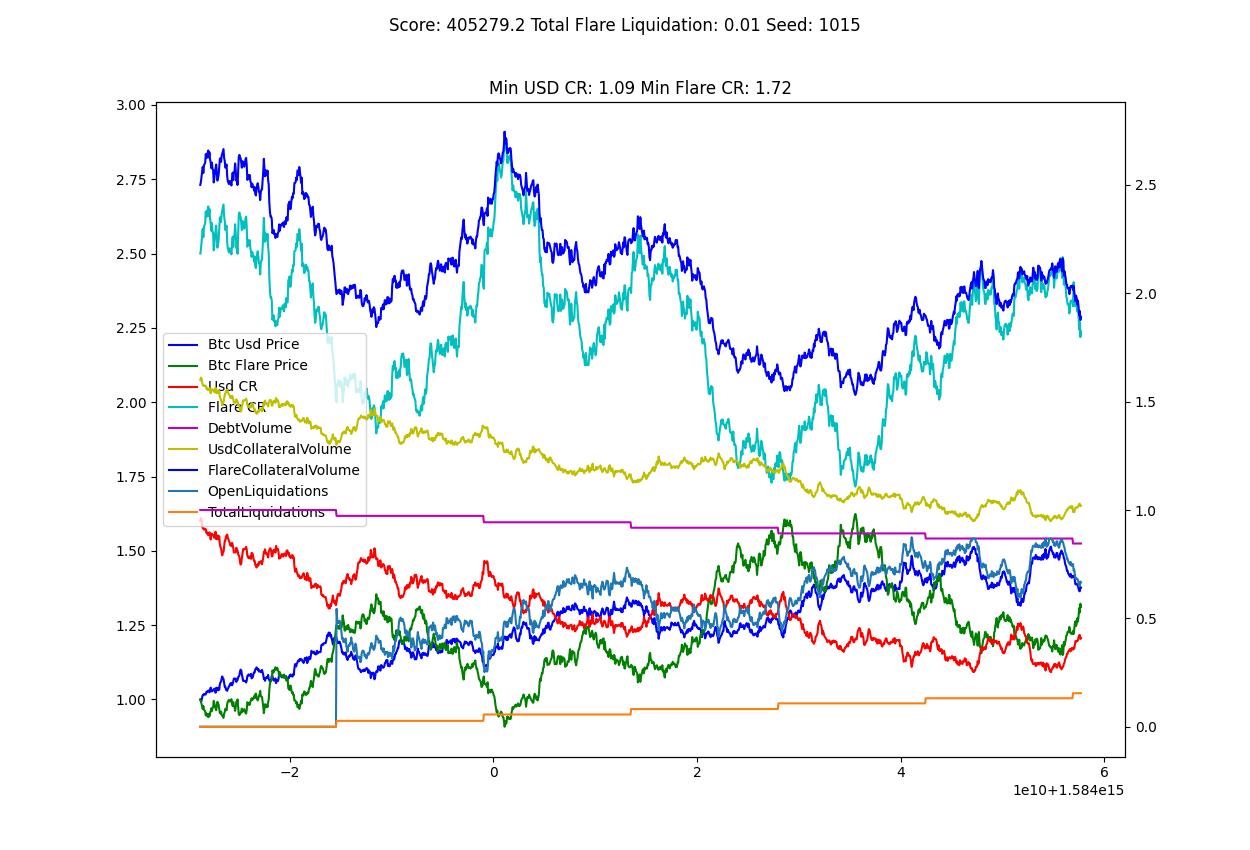 Score: 405279.2 Total Flare Liquidation: 0.01 Seed: 1015
Min USD CR: 1.09 Min Flare CR: 1.72
3.00
2.75
2.50
2.25
2.00
1.75
1.50
1.25
1.00
Btc Usd Price
Btc Flare Price
Usd CR
Flare CR
DebtVolume
UsdCollateralVolume
FlareCollateralVolume
OpenLiquidations
TotalLiquidations
2.5
2.0
1.5
1.0
0.5
0.0
−2 0 2 4 6
1e10+1.584e15